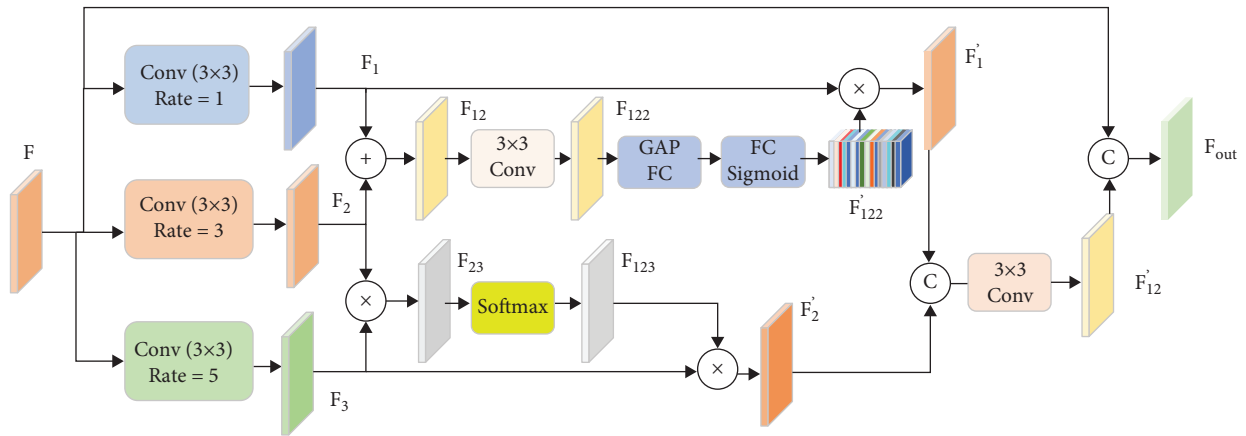 F
Conv (3×3)
Rate = 1
F₁
Conv (3×3)
Rate = 3
F₂
Conv (3×3)
Rate = 5
F₃
+
×
F₁₂
3×3
Conv
F₁₂₂
GAP
FC
FC
Sigmoid
F'₁₂₂
×
F'₁
F₂₃
Softmax
F₁₂₃
×
F'₂
C
3×3
Conv
F'₁₂
C
Fₒᵤₜ